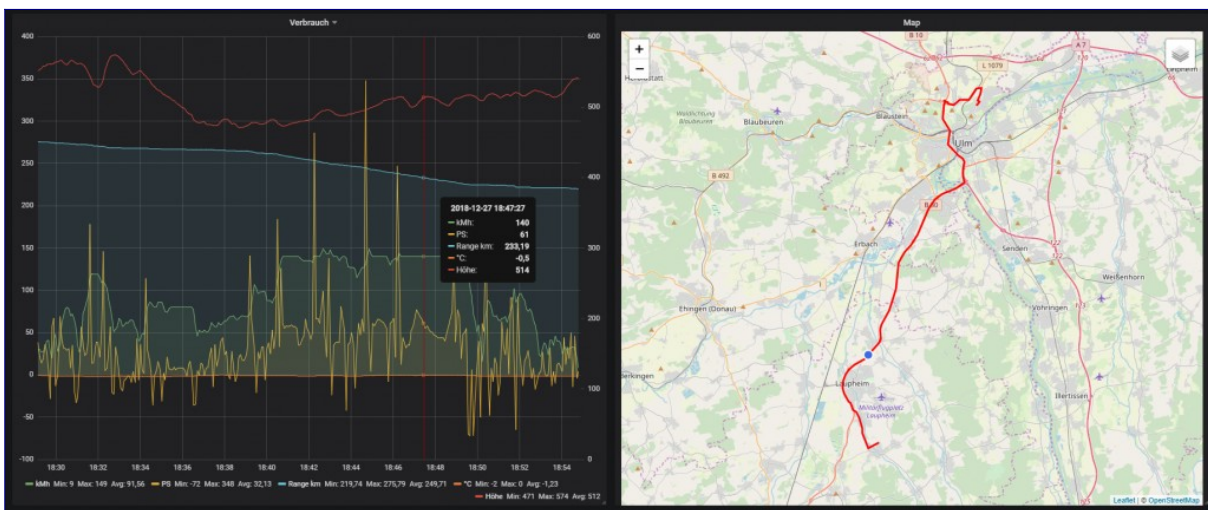 Verbrauch
400
350
300
250
200
150
100
50
0
-50
-100
600
500
400
300
200
100
0
18:30 18:32 18:34 18:36 18:38 18:40 18:42 18:44 18:46 18:48 18:50 18:52 18:54
2018-12-27 18:47:27
kMh: 140
PS: 61
Range km: 233,19
°C: -0,5
Höhe: 514
kMh Min: 9 Max: 149 Avg: 91,56 PS Min: -72 Max: 348 Avg: 32,13 Range km Min: 219,74 Max: 275,79 Avg: 249,71 °C Min: -2 Max: 0 Avg: -1,23
Höhe Min: 471 Max: 574 Avg: 512
Map
+
−
B 10
A 7
L 1079
Blaubeuren
Blaustein
Ulm
B 492
Erbach
Senden
Weißenhorn
Ehingen (Donau)
Vöhringen
Laupheim
Militärflugplatz
Laupheim
Illertissen
Leaflet | © OpenStreetMap